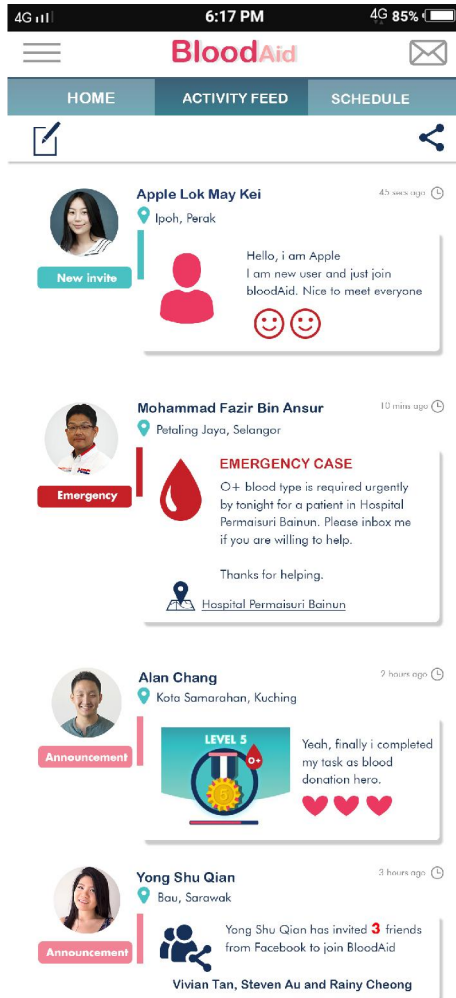 4G 6:17 PM 4G 85%
BloodAid
HOME ACTIVITY FEED SCHEDULE
Apple Lok May Kei 45 secs ago
Ipoh, Perak
New invite
Hello, i am Apple
I am new user and just join
bloodAid. Nice to meet everyone
Mohammad Fazir Bin Ansur 10 mins ago
Petaling Jaya, Selangor
Emergency
EMERGENCY CASE
O+ blood type is required urgently
by tonight for a patient in Hospital
Permaisuri Bainun. Please inbox me
if you are willing to help.
Thanks for helping.
Hospital Permaisuri Bainun
Alan Chang 2 hours ago
Kota Samarahan, Kuching
Announcement
LEVEL 5
O+
5
Yeah, finally i completed
my task as blood
donation hero.
Yong Shu Qian 3 hours ago
Bau, Sarawak
Announcement
Yong Shu Qian has invited 3 friends
from Facebook to join BloodAid
Vivian Tan, Steven Au and Rainy Cheong